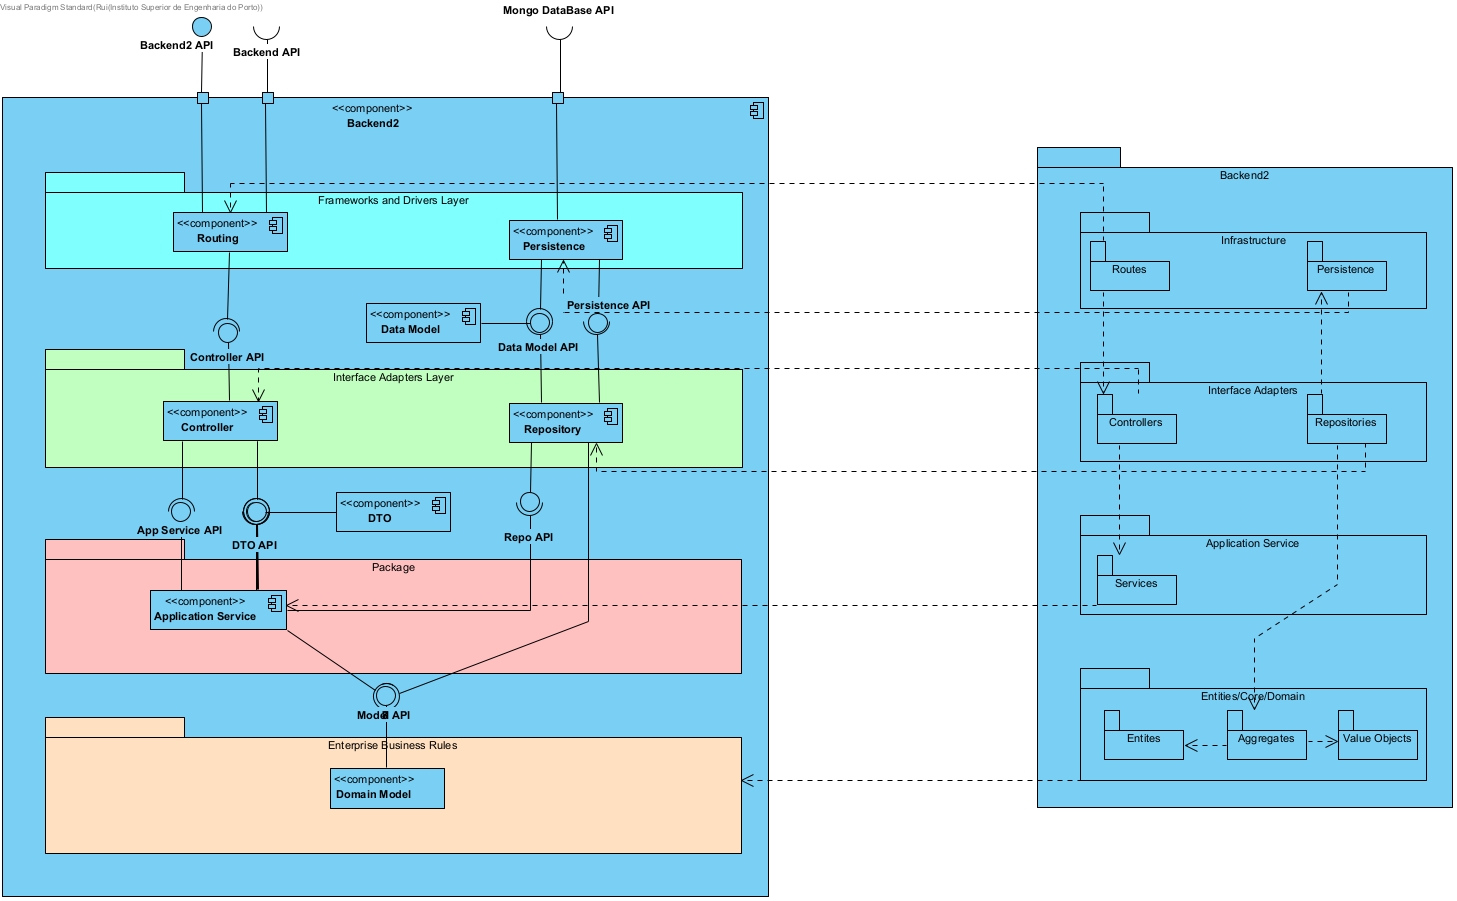 Visual Paradigm Standard(Rui(Instituto Superior de Engenharia do Porto))
Mongo DataBase API
Backend2 API
Backend API
<<component>>
Backend2
Frameworks and Drivers Layer
<<component>>
Routing
<<component>>
Persistence
Persistence API
<<component>>
Data Model
Data Model API
Controller API
Interface Adapters Layer
<<component>>
Controller
<<component>>
Repository
<<component>>
DTO
App Service API
DTO API
Repo API
Package
<<component>>
Application Service
Model API
Enterprise Business Rules
<<component>>
Domain Model
Backend2
Infrastructure
Routes
Persistence
Interface Adapters
Controllers
Repositories
Application Service
Services
Entities/Core/Domain
Entites
Aggregates
Value Objects